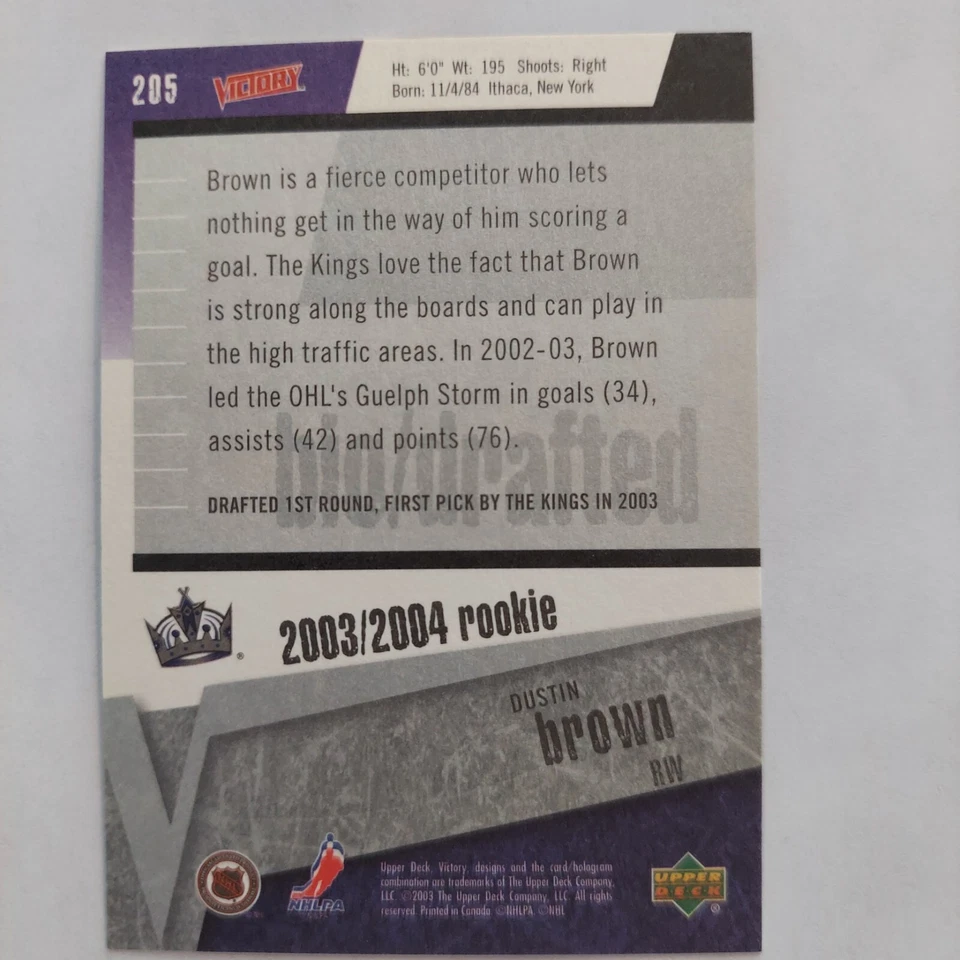 205
VICTORY
Ht: 6'0" Wt: 195 Shoots: Right
Born: 11/4/84 Ithaca, New York
Brown is a fierce competitor who lets
nothing get in the way of him scoring a
goal. The Kings love the fact that Brown
is strong along the boards and can play in
the high traffic areas. In 2002-03, Brown
led the OHL's Guelph Storm in goals (34),
assists (42) and points (76).
bio/drafted
DRAFTED 1ST ROUND, FIRST PICK BY THE KINGS IN 2003
®
2003/2004 rookie
DUSTIN
brown
RW
Upper Deck, Victory, designs and the card/hologram
combination are trademarks of The Upper Deck Company,
LLC. ©2003 The Upper Deck Company, LLC. All rights
reserved. Printed in Canada. ©NHLPA ©NHL
NHL
NHLPA
UPPER
DECK
®